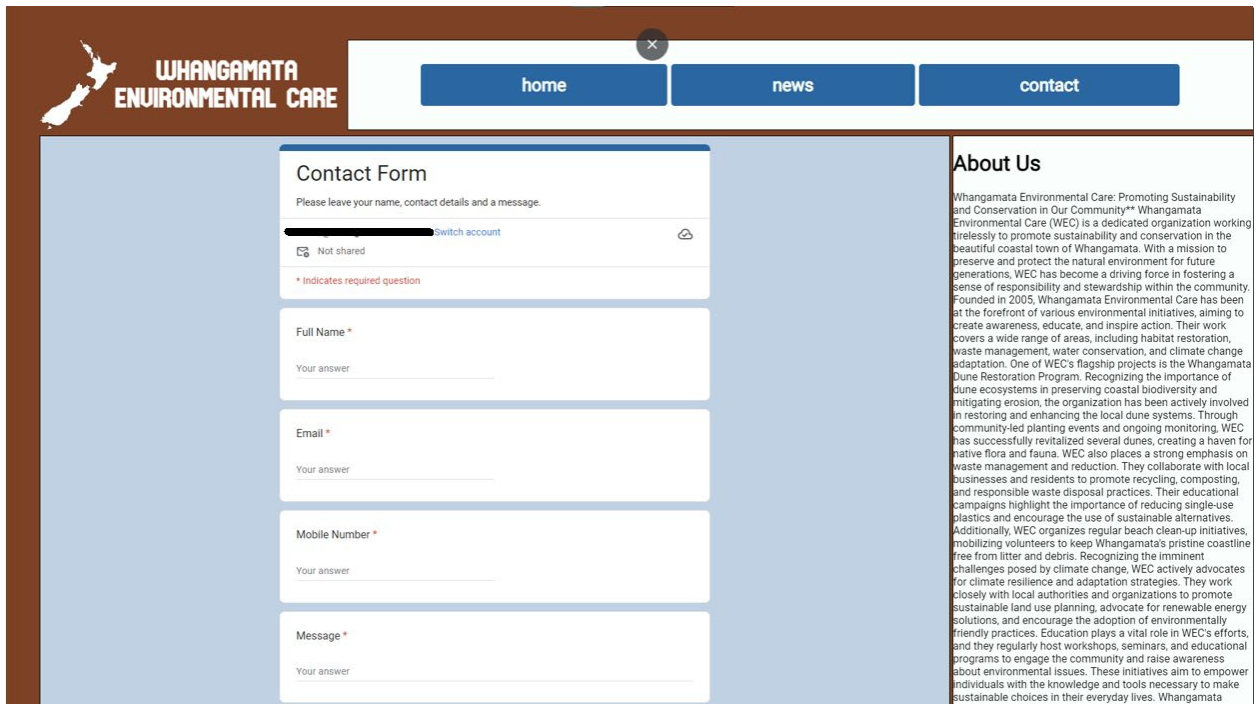 WHANGAMATA
ENVIRONMENTAL CARE
home
news
contact
Contact Form
Please leave your name, contact details and a message.
Switch account
Not shared
* Indicates required question
Full Name *
Your answer
Email *
Your answer
Mobile Number *
Your answer
Message *
Your answer
About Us
Whangamata Environmental Care: Promoting Sustainability
and Conservation in Our Community** Whangamata
Environmental Care (WEC) is a dedicated organization working
tirelessly to promote sustainability and conservation in the
beautiful coastal town of Whangamata. With a mission to
preserve and protect the natural environment for future
generations, WEC has become a driving force in fostering a
sense of responsibility and stewardship within the community.
Founded in 2005, Whangamata Environmental Care has been
at the forefront of various environmental initiatives, aiming to
create awareness, educate, and inspire action. Their work
covers a wide range of areas, including habitat restoration,
waste management, water conservation, and climate change
adaptation. One of WEC's flagship projects is the Whangamata
Dune Restoration Program. Recognizing the importance of
dune ecosystems in preserving coastal biodiversity and
mitigating erosion, the organization has been actively involved
in restoring and enhancing the local dune systems. Through
community-led planting events and ongoing monitoring, WEC
has successfully revitalized several dunes, creating a haven for
native flora and fauna. WEC also places a strong emphasis on
waste management and reduction. They collaborate with local
businesses and residents to promote recycling, composting,
and responsible waste disposal practices. Their educational
campaigns highlight the importance of reducing single-use
plastics and encourage the use of sustainable alternatives.
Additionally, WEC organizes regular beach clean-up initiatives,
mobilizing volunteers to keep Whangamata's pristine coastline
free from litter and debris. Recognizing the imminent
challenges posed by climate change, WEC actively advocates
for climate resilience and adaptation strategies. They work
closely with local authorities and organizations to promote
sustainable land use planning, advocate for renewable energy
solutions, and encourage the adoption of environmentally
friendly practices. Education plays a vital role in WEC's efforts,
and they regularly host workshops, seminars, and educational
programs to engage the community and raise awareness
about environmental issues. These initiatives aim to empower
individuals with the knowledge and tools necessary to make
sustainable choices in their everyday lives. Whangamata